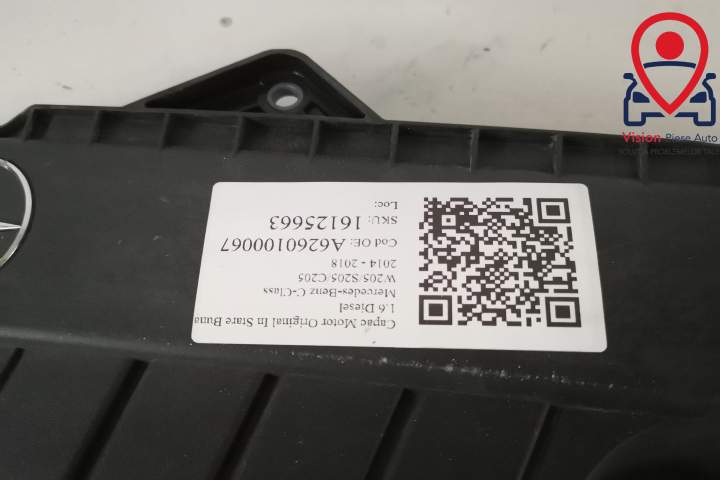 Capac Motor Original In Stare Buna
1.6 Diesel
Mercedes-Benz C-Class
W205/S205/C205
2014 - 2018
Cod OE: A6260100067
SKU: 16125663
Loc:
Vision Piese Auto